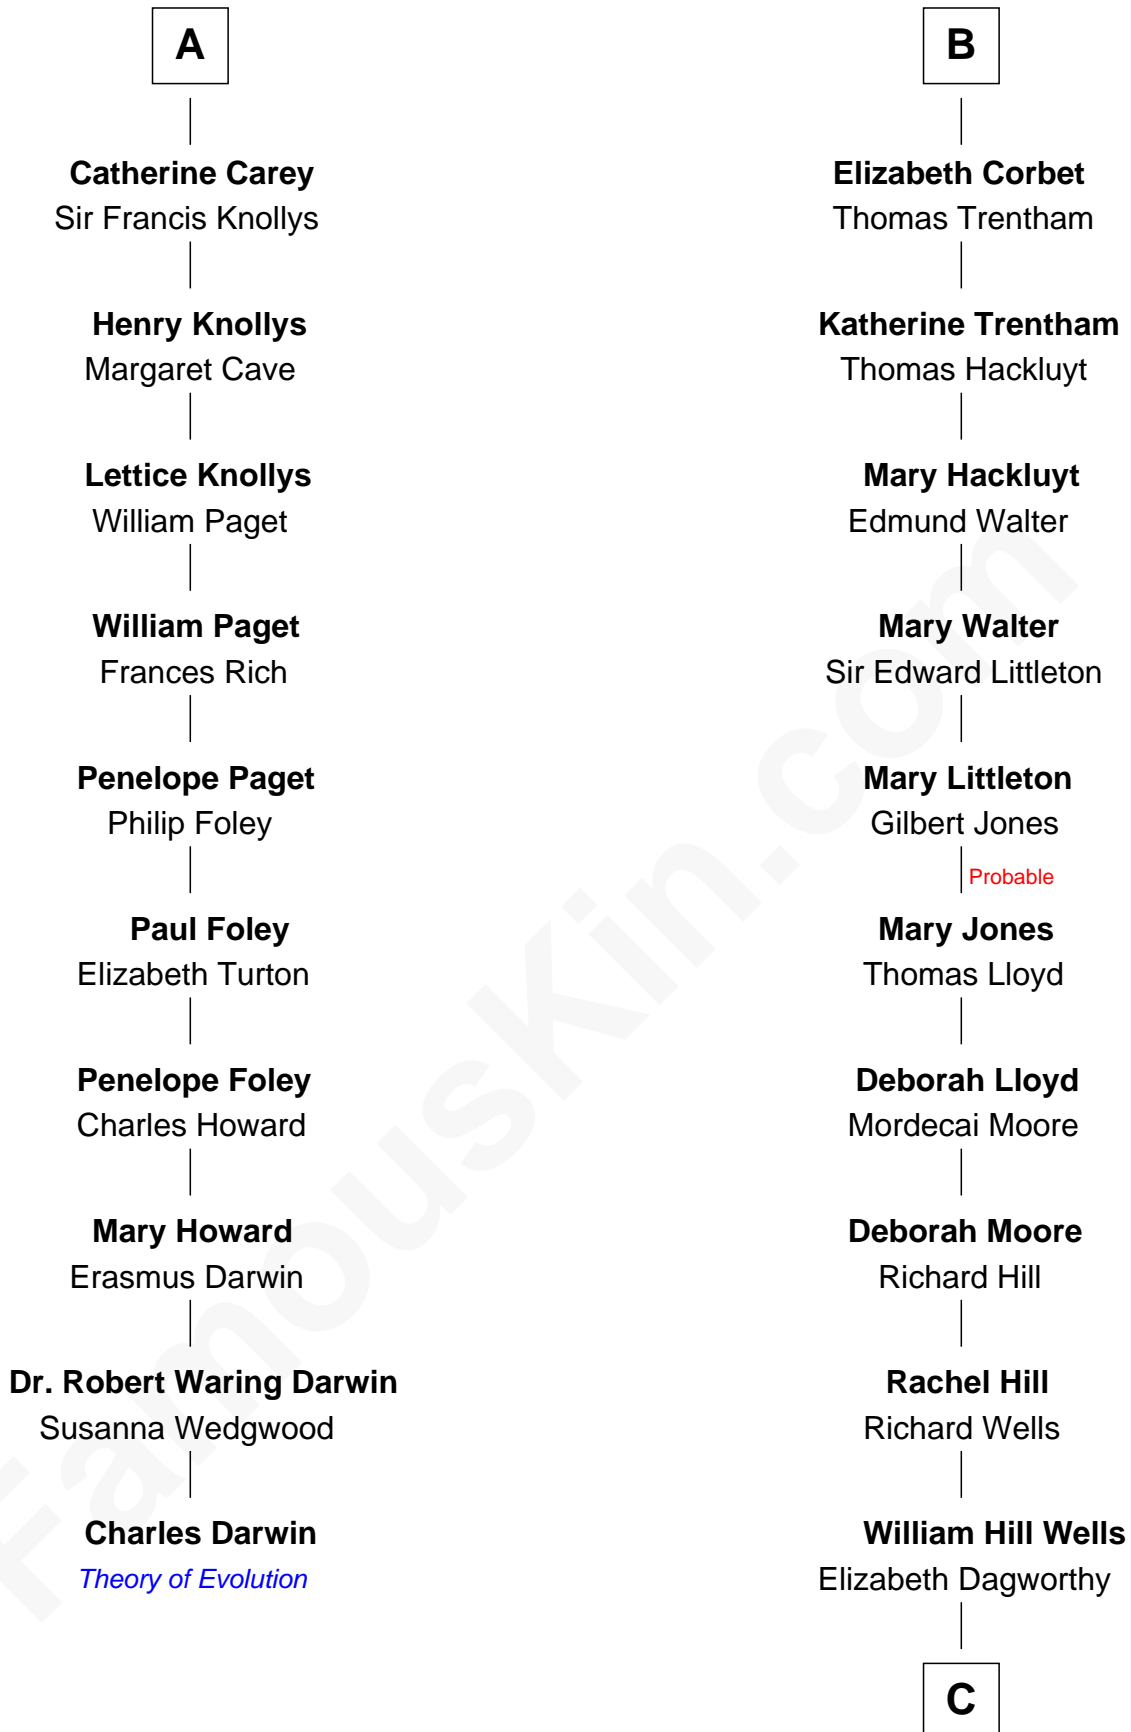 A
Catherine Carey
Sir Francis Knollys
Henry Knollys
Margaret Cave
Lettice Knollys
William Paget
William Paget
Frances Rich
Penelope Paget
Philip Foley
Paul Foley
Elizabeth Turton
Penelope Foley
Charles Howard
Mary Howard
Erasmus Darwin
Dr. Robert Waring Darwin
Susanna Wedgwood
Charles Darwin
Theory of Evolution
B
Elizabeth Corbet
Thomas Trentham
Katherine Trentham
Thomas Hackluyt
Mary Hackluyt
Edmund Walter
Mary Walter
Sir Edward Littleton
Mary Littleton
Gilbert Jones
Probable
Mary Jones
Thomas Lloyd
Deborah Lloyd
Mordecai Moore
Deborah Moore
Richard Hill
Rachel Hill
Richard Wells
William Hill Wells
Elizabeth Dagworthy
C
FamousKin.com